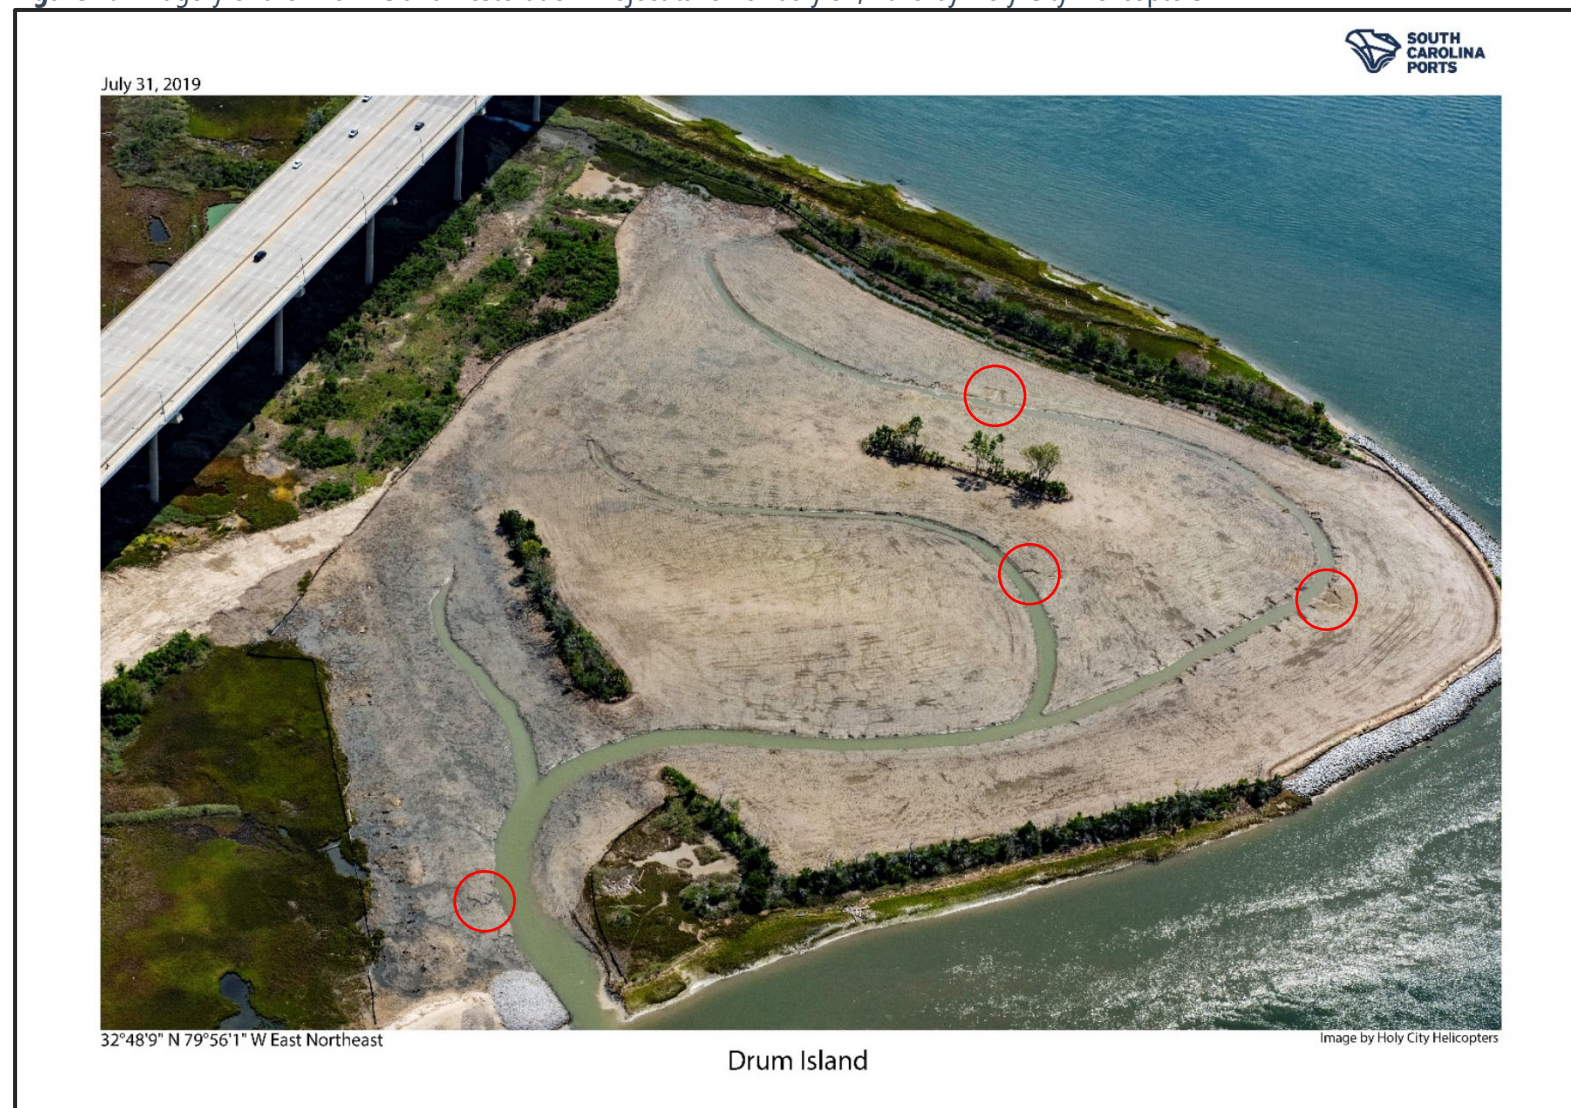 July 31, 2019
SOUTH
CAROLINA
PORTS
32°48'9" N 79°56'1" W East Northeast
Image by Holy City Helicopters
Drum Island